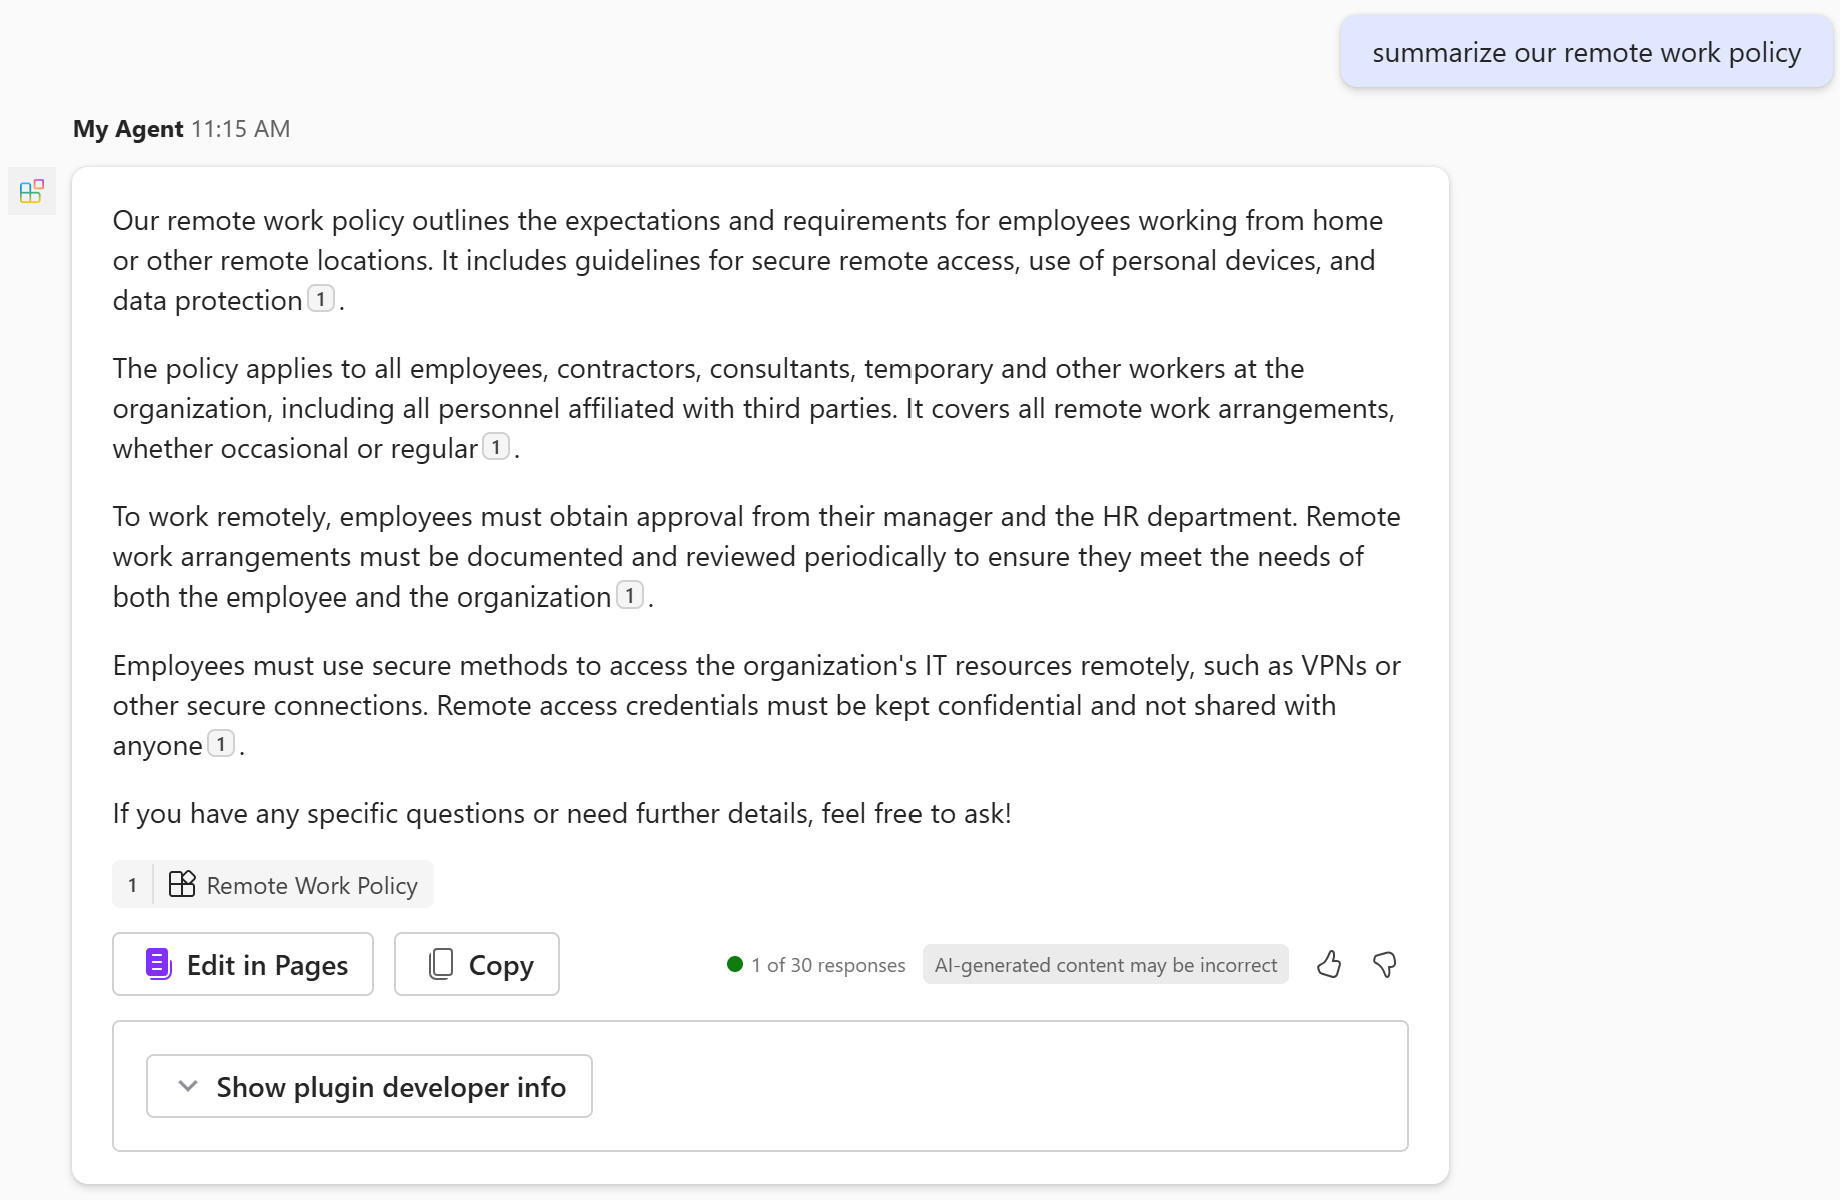 summarize our remote work policy
My Agent 11:15 AM
Our remote work policy outlines the expectations and requirements for employees working from home
or other remote locations. It includes guidelines for secure remote access, use of personal devices, and
data protection 1 .
The policy applies to all employees, contractors, consultants, temporary and other workers at the
organization, including all personnel affiliated with third parties. It covers all remote work arrangements,
whether occasional or regular 1 .
To work remotely, employees must obtain approval from their manager and the HR department. Remote
work arrangements must be documented and reviewed periodically to ensure they meet the needs of
both the employee and the organization 1 .
Employees must use secure methods to access the organization's IT resources remotely, such as VPNs or
other secure connections. Remote access credentials must be kept confidential and not shared with
anyone 1 .
If you have any specific questions or need further details, feel free to ask!
1 Remote Work Policy
Edit in Pages Copy 1 of 30 responses AI-generated content may be incorrect
Show plugin developer info